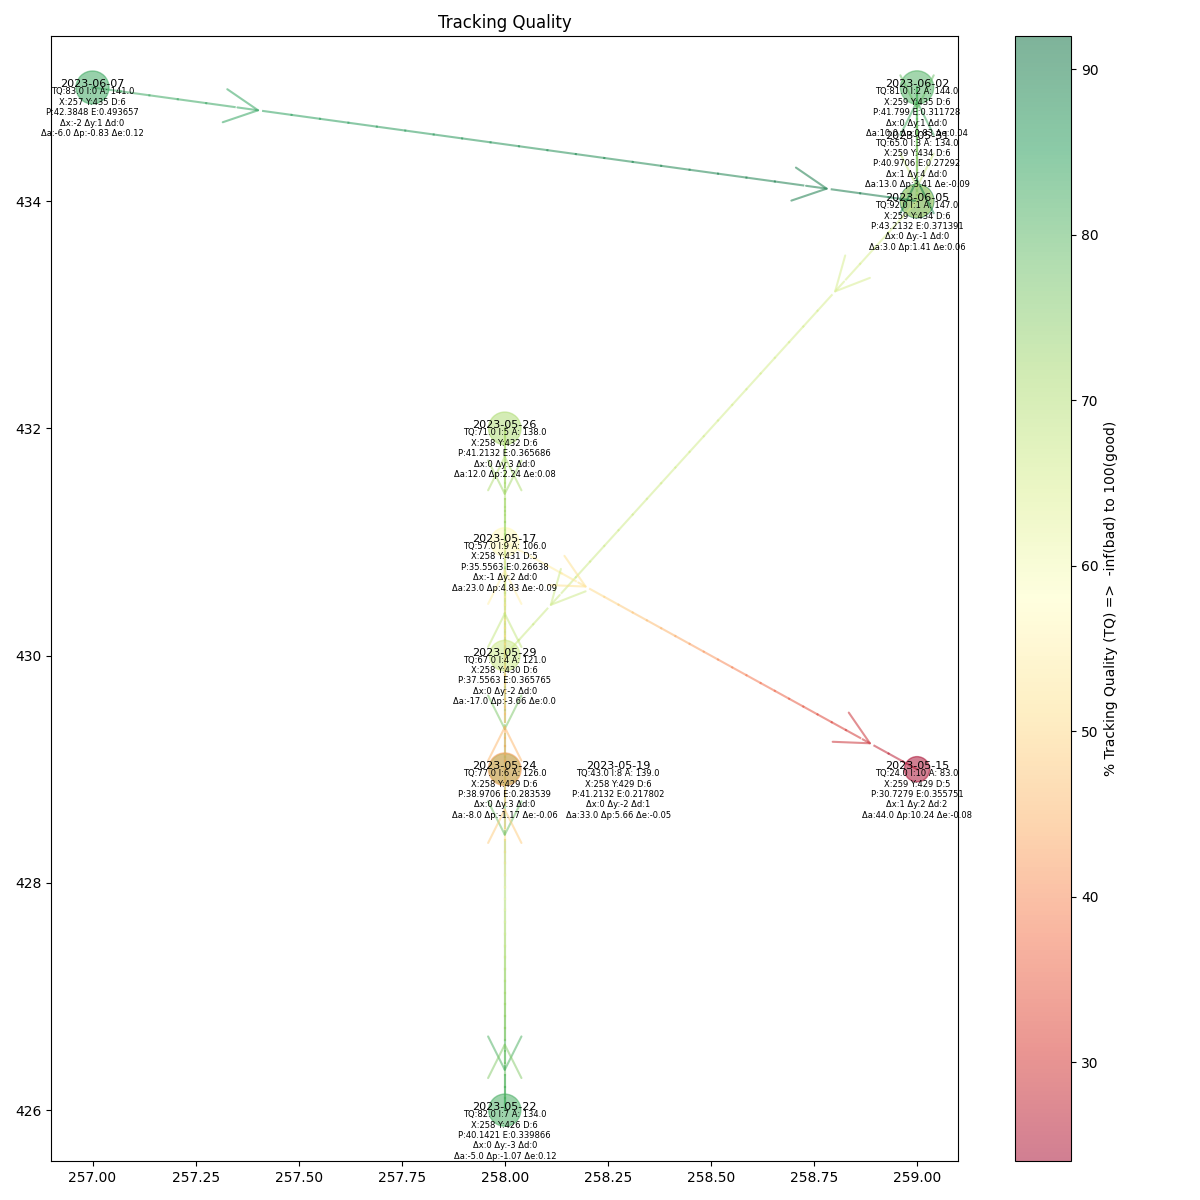 Tracking Quality
2023-06-07
TQ:83.0 I:0 A: 141.0
X:257 Y:435 D:6
P:42.3848 E:0.493657
Δx:-2 Δy:1 Δd:0
Δa:-6.0 Δp:-0.83 Δe:0.12
2023-06-02
TQ:81.0 I:2 A: 144.0
X:259 Y:435 D:6
P:41.799 E:0.311728
Δx:0 Δy:1 Δd:0
Δa:10.0 Δp:0.83 Δe:0.04
2023-05-31
TQ:65.0 I:3 A: 134.0
X:259 Y:434 D:6
P:40.9706 E:0.27292
Δx:1 Δy:4 Δd:0
Δa:13.0 Δp:3.41 Δe:-0.09
2023-06-05
TQ:92.0 I:1 A: 147.0
X:259 Y:434 D:6
P:43.2132 E:0.371391
Δx:0 Δy:-1 Δd:0
Δa:3.0 Δp:1.41 Δe:0.06
2023-05-26
TQ:71.0 I:5 A: 138.0
X:258 Y:432 D:6
P:41.2132 E:0.365686
Δx:0 Δy:3 Δd:0
Δa:12.0 Δp:2.24 Δe:0.08
2023-05-17
TQ:57.0 I:9 A: 106.0
X:258 Y:431 D:5
P:35.5563 E:0.26638
Δx:-1 Δy:2 Δd:0
Δa:23.0 Δp:4.83 Δe:-0.09
2023-05-29
TQ:67.0 I:4 A: 121.0
X:258 Y:430 D:6
P:37.5563 E:0.365765
Δx:0 Δy:-2 Δd:0
Δa:-17.0 Δp:-3.66 Δe:0.0
2023-05-24
TQ:77.0 I:6 A: 126.0
X:258 Y:429 D:6
P:38.9706 E:0.283539
Δx:0 Δy:3 Δd:0
Δa:-8.0 Δp:-1.17 Δe:-0.06
2023-05-19
TQ:43.0 I:8 A: 139.0
X:258 Y:429 D:6
P:41.2132 E:0.217802
Δx:0 Δy:-2 Δd:1
Δa:33.0 Δp:5.66 Δe:-0.05
2023-05-15
TQ:24.0 I:10 A: 83.0
X:259 Y:429 D:5
P:30.7279 E:0.355751
Δx:1 Δy:2 Δd:2
Δa:44.0 Δp:10.24 Δe:-0.08
2023-05-22
TQ:82.0 I:7 A: 134.0
X:258 Y:426 D:6
P:40.1421 E:0.339866
Δx:0 Δy:-3 Δd:0
Δa:-5.0 Δp:-1.07 Δe:0.12
434
432
430
428
426
257.00 257.25 257.50 257.75 258.00 258.25 258.50 258.75 259.00
90
80
70
60
50
40
30
% Tracking Quality (TQ) => -inf(bad) to 100(good)